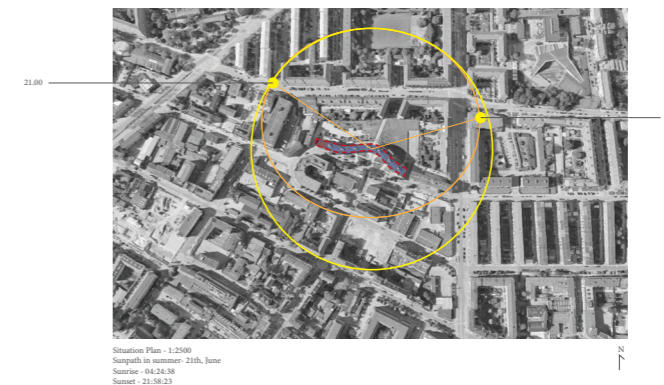 21.00
Situation Plan - 1:2500
Sunpath in summer- 21th, June
Sunrise - 04:24:38
Sunset - 21:58:23
N